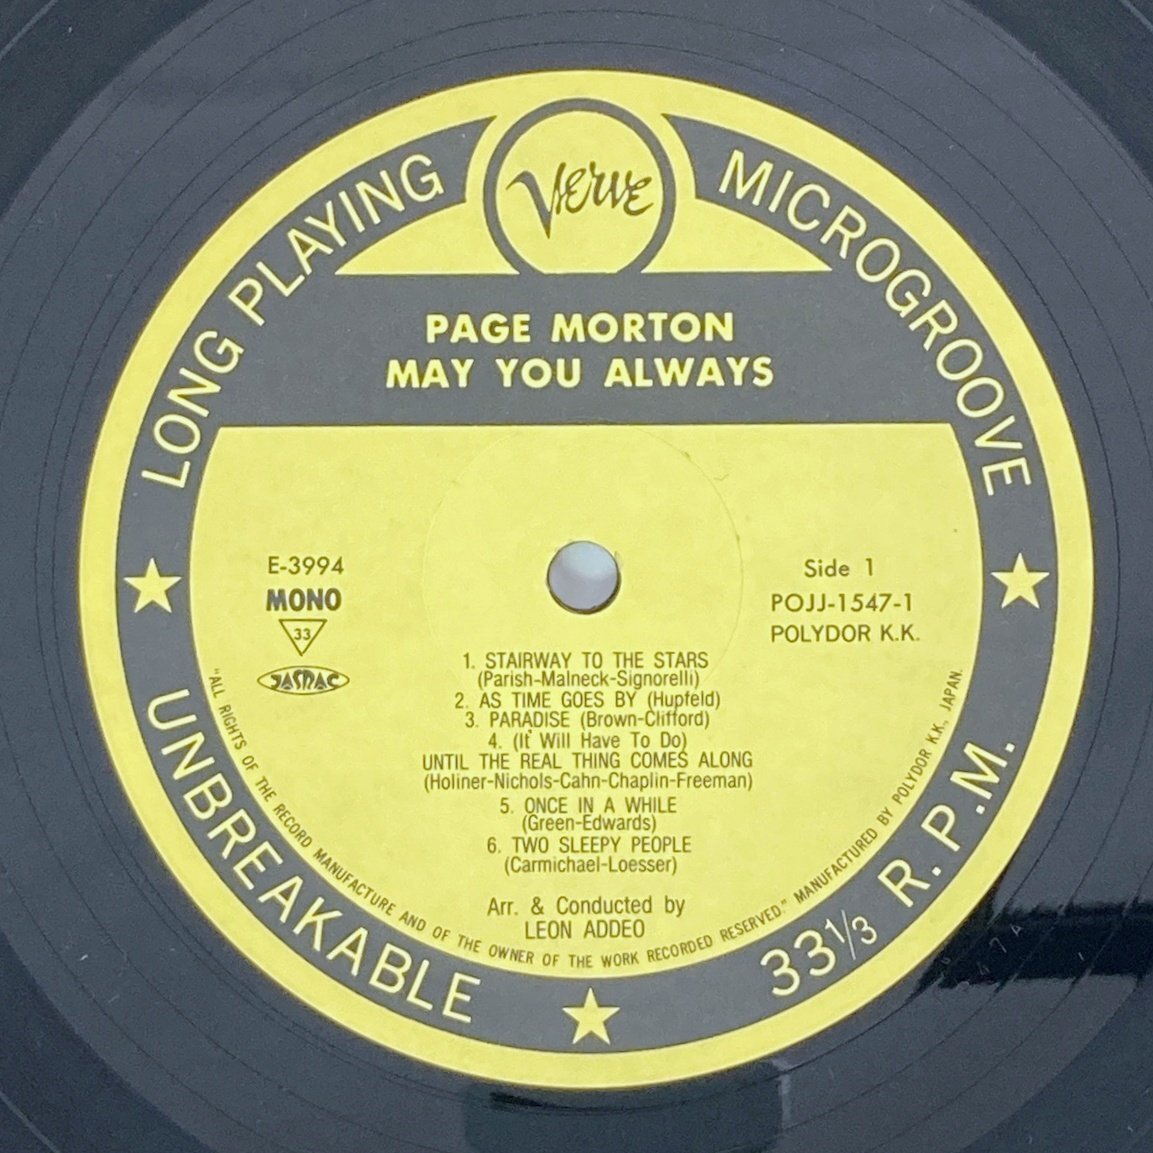 Verve
LONG PLAYING
MICROGROOVE
PAGE MORTON
MAY YOU ALWAYS
E-3994
MONO
33
JASRAC
Side 1
POJJ-1547-1
POLYDOR K.K.
1. STAIRWAY TO THE STARS
(Parish-Malneck-Signorelli)
2. AS TIME GOES BY (Hupfeld)
3. PARADISE (Brown-Clifford)
4. (It Will Have To Do)
UNTIL THE REAL THING COMES ALONG
(Holiner-Nichols-Cahn-Chaplin-Freeman)
5. ONCE IN A WHILE
(Green-Edwards)
6. TWO SLEEPY PEOPLE
(Carmichael-Loesser)
Arr. & Conducted by
LEON ADDEO
"ALL RIGHTS OF THE RECORD MANUFACTURE AND OF THE OWNER OF THE WORK RECORDED RESERVED." MANUFACTURED BY POLYDOR K.K., JAPAN.
UNBREAKABLE
33 1/3 R.P.M.